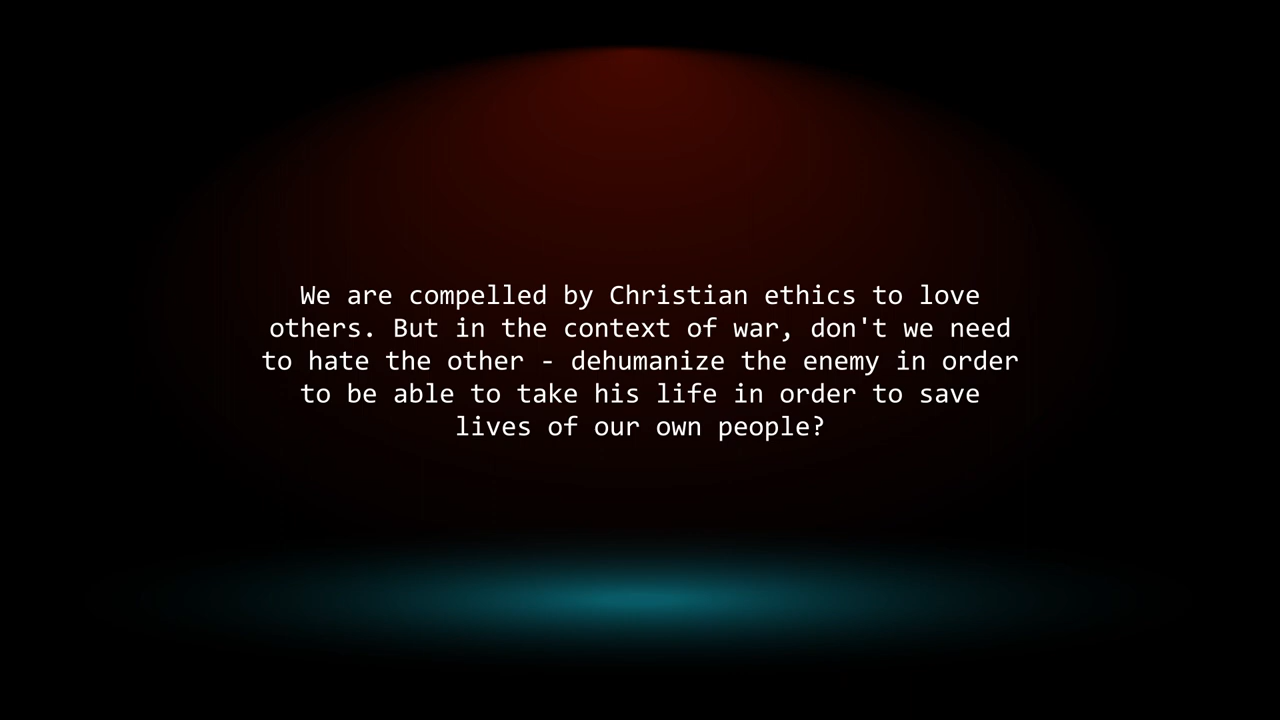 We are compelled by Christian ethics to love
others. But in the context of war, don't we need
to hate the other - dehumanize the enemy in order
to be able to take his life in order to save
lives of our own people?